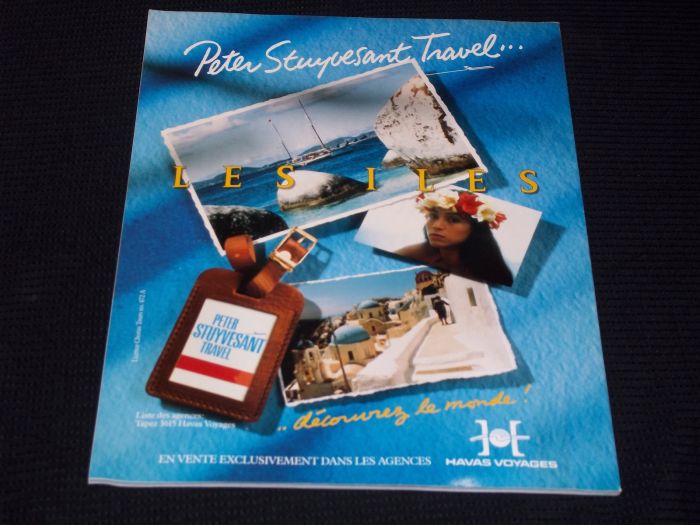 Peter Stuyvesant Travel...
LES ILES
PETER
STUYVESANT
TRAVEL
Liste des agences:
Tapez 3615 Havas Voyages
...découvrez le monde!
EN VENTE EXCLUSIVEMENT DANS LES AGENCES
HAVAS VOYAGES